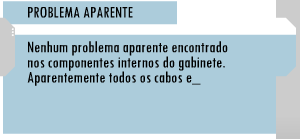 PROBLEMA APARENTE
Nenhum problema aparente encontrado
nos componentes internos do gabinete.
Aparentemente todos os cabos e_